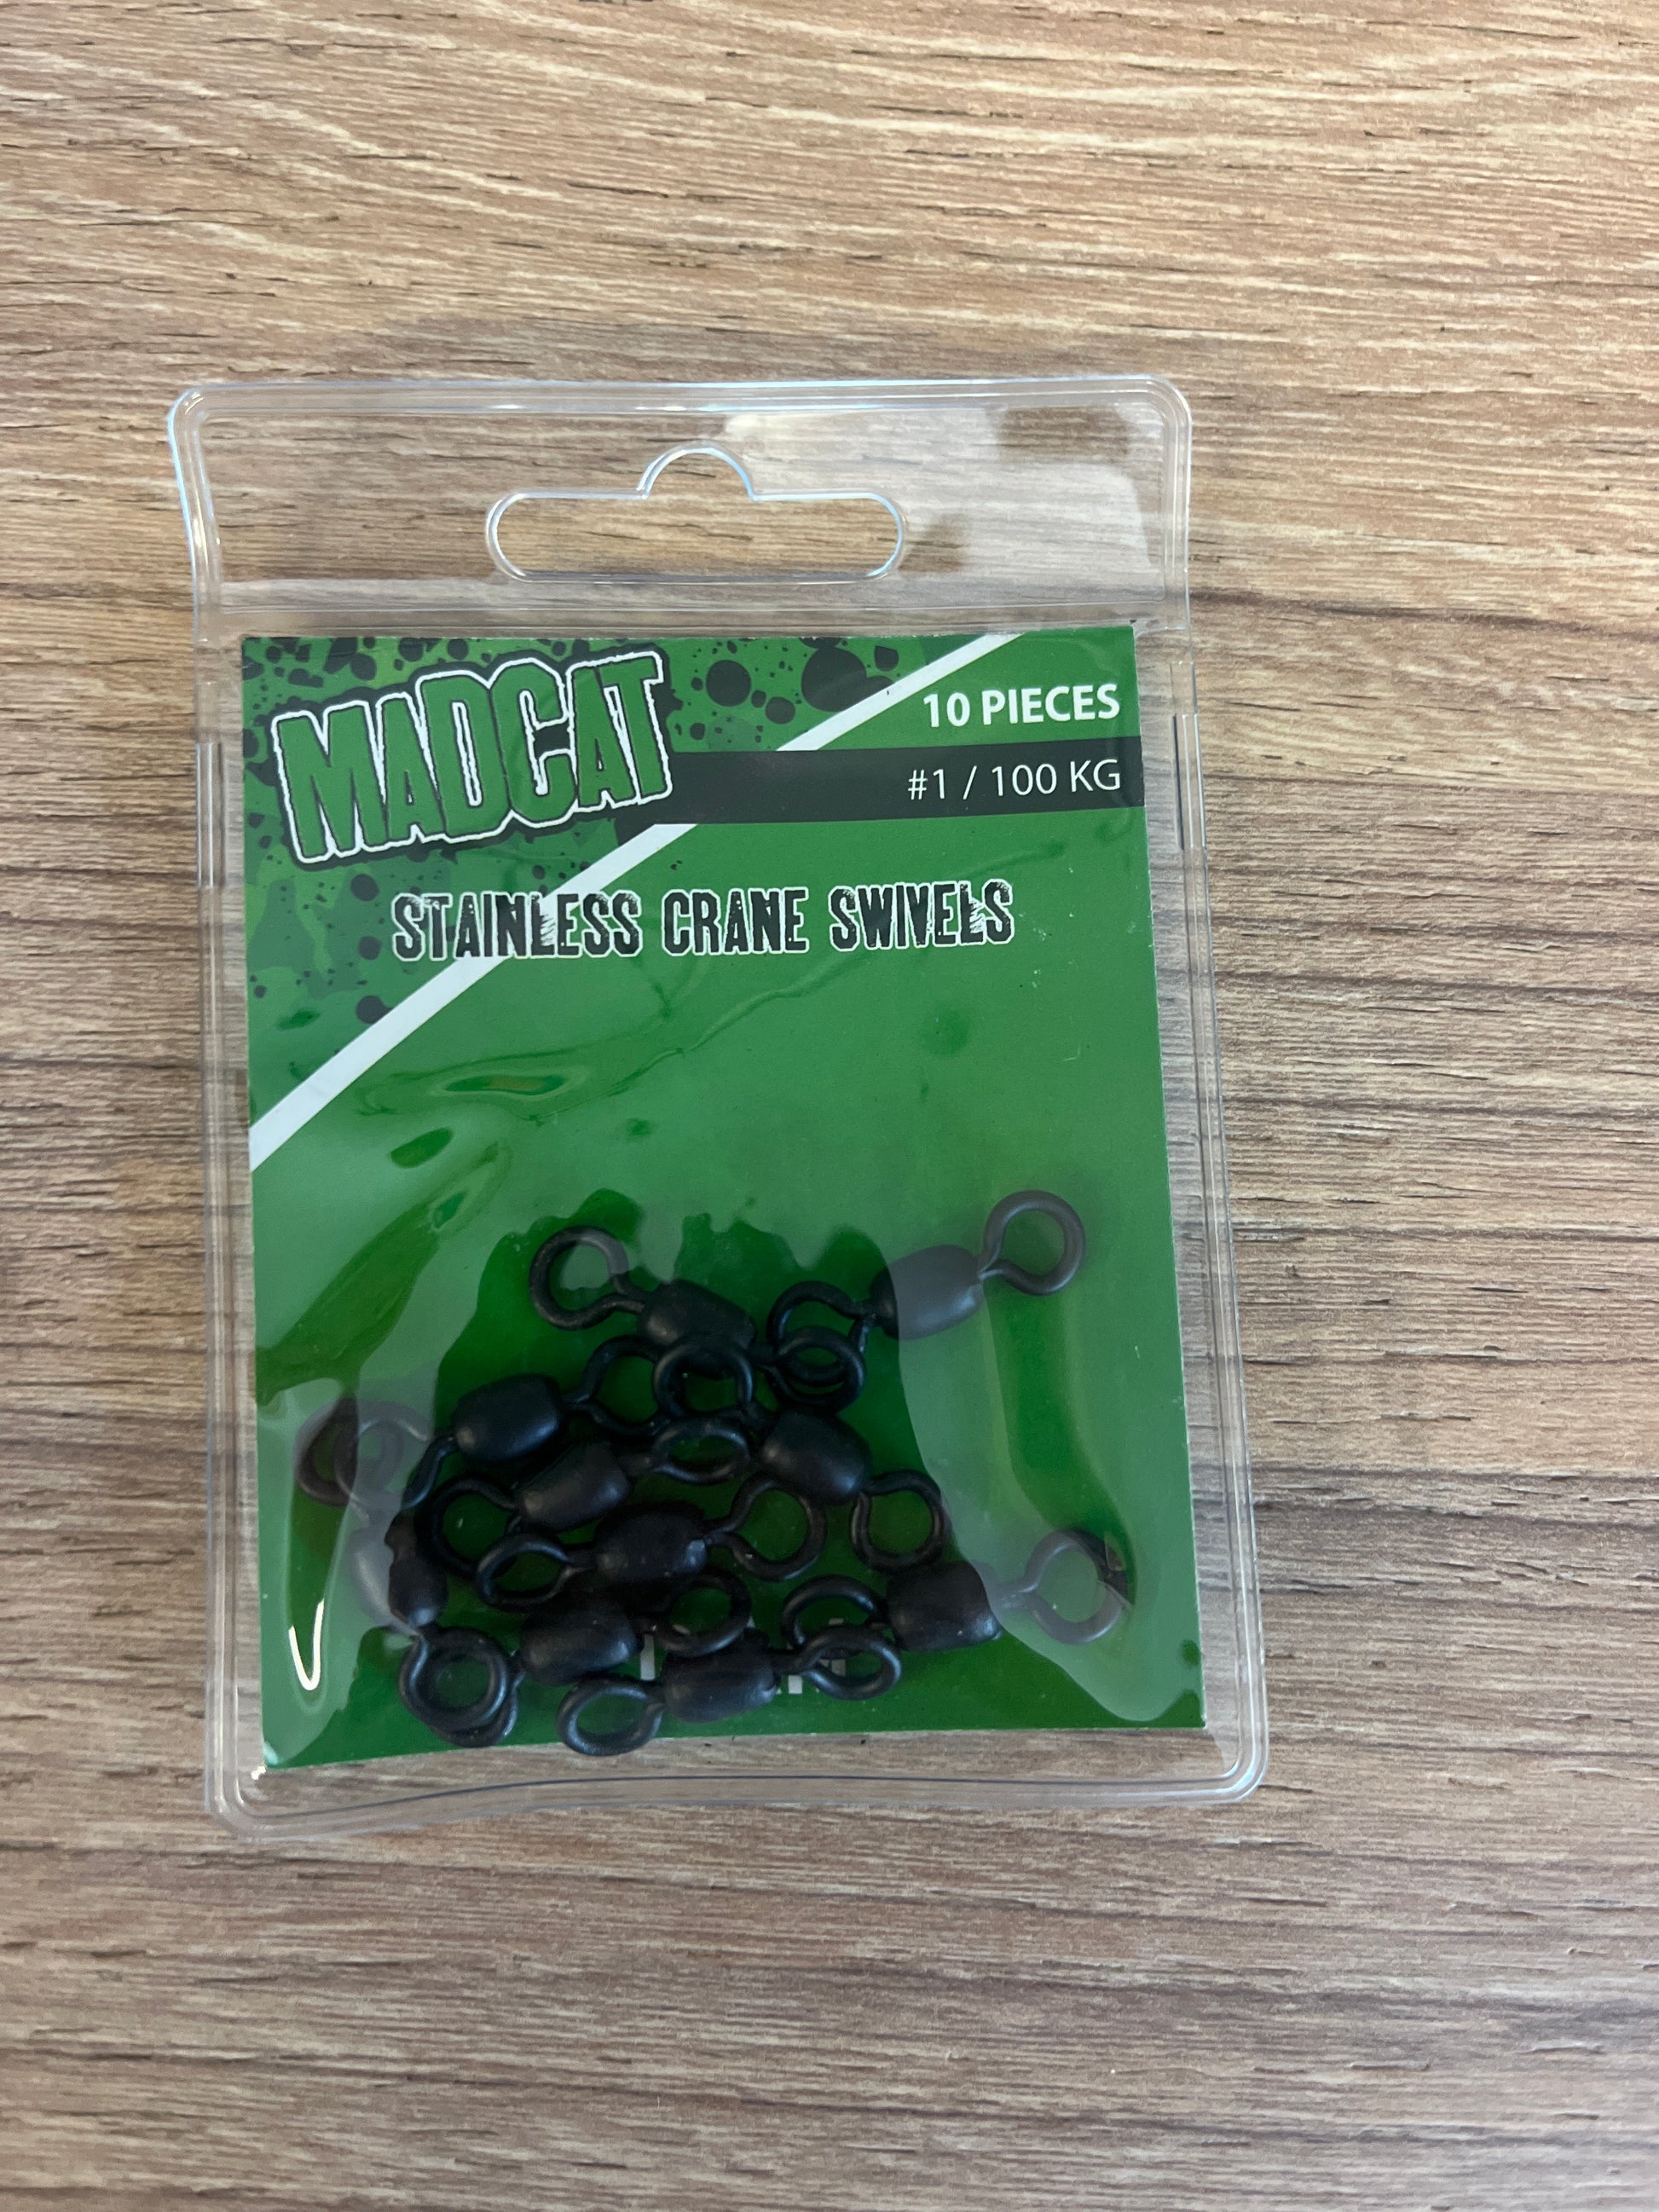 MADCAT
10 PIECES
#1 / 100 KG
STAINLESS CRANE SWIVELS